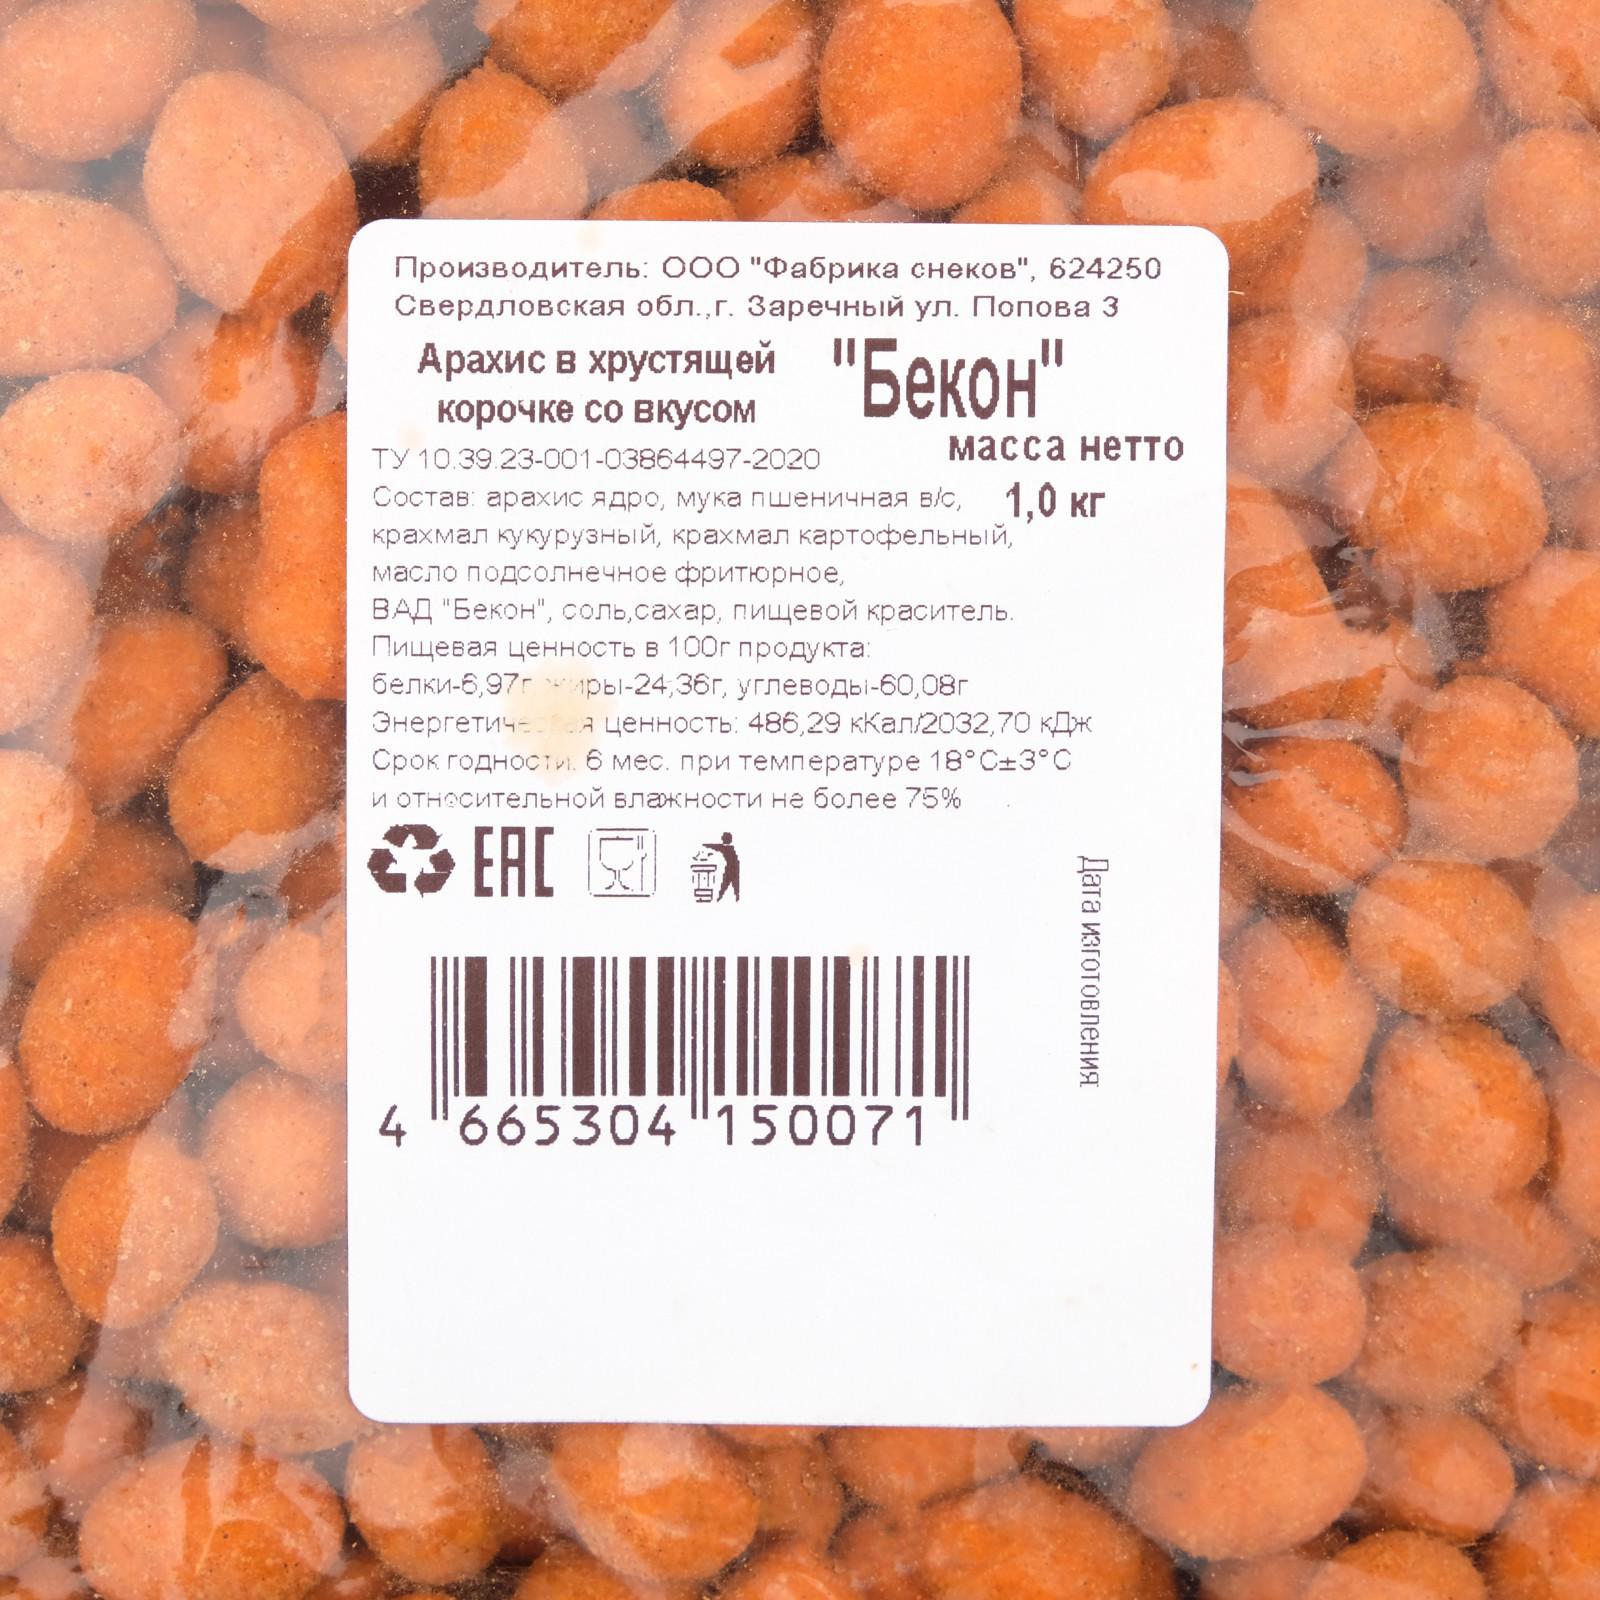 Производитель: ООО "Фабрика снеков", 624250
Свердловская обл.,г. Заречный ул. Попова 3
Арахис в хрустящей
корочке со вкусом
"Бекон"
масса нетто
1,0 кг
ТУ 10.39.23-001-03864497-2020
Состав: арахис ядро, мука пшеничная в/с,
крахмал кукурузный, крахмал картофельный,
масло подсолнечное фритюрное,
ВАД "Бекон", соль,сахар, пищевой краситель.
Пищевая ценность в 100г продукта:
белки-6,97г, жиры-24,36г, углеводы-60,08г
Энергетическая ценность: 486,29 кКал/2032,70 кДж
Срок годности: 6 мес. при температуре 18°С±3°С
и относительной влажности не более 75%
ЕАС
Дата изготовления
4 665304 150071